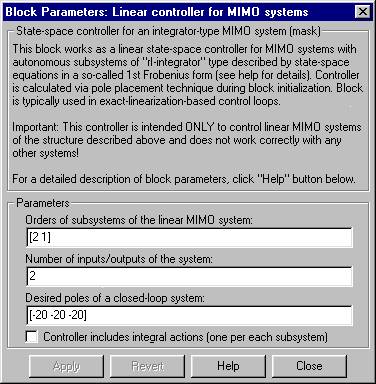 Block Parameters: Linear controller for MIMO systems
State-space controller for an integrator-type MIMO system (mask)
This block works as a linear state-space controller for MIMO systems with
autonomous subsystems of "rl-integrator" type described by state-space
equations in a so-called 1st Frobenius form (see help for details). Controller
is calculated via pole placement technique during block initialization. Block
is typically used in exact-linearization-based control loops.
Important: This controller is intended ONLY to control linear MIMO systems
of the structure described above and does not work correctly with any
other systems!
For a detailed description of block parameters, click "Help" button below.
Parameters
Orders of subsystems of the linear MIMO system:
[2 1]
Number of inputs/outputs of the system:
2
Desired poles of a closed-loop system:
[-20 -20 -20]
Controller includes integral actions (one per each subsystem)
Apply Revert Help Close